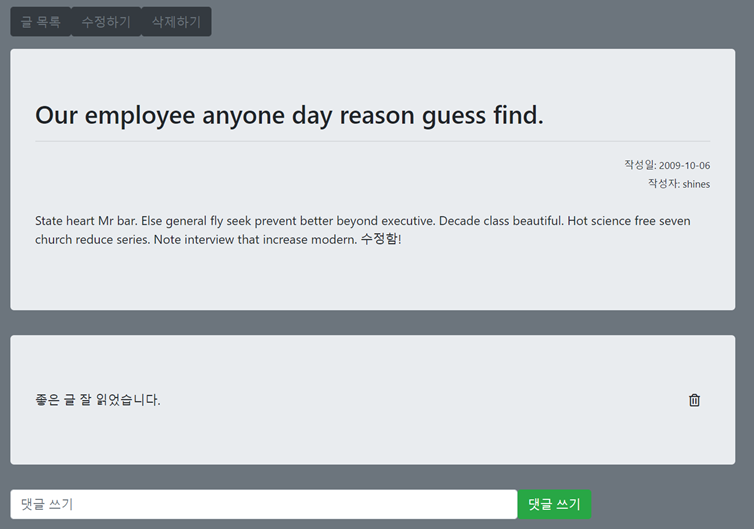 글 목록 수정하기 삭제하기
Our employee anyone day reason guess find.
작성일: 2009-10-06
작성자: shines
State heart Mr bar. Else general fly seek prevent better beyond executive. Decade class beautiful. Hot science free seven
church reduce series. Note interview that increase modern. 수정함!
좋은 글 잘 읽었습니다.
댓글 쓰기 댓글 쓰기